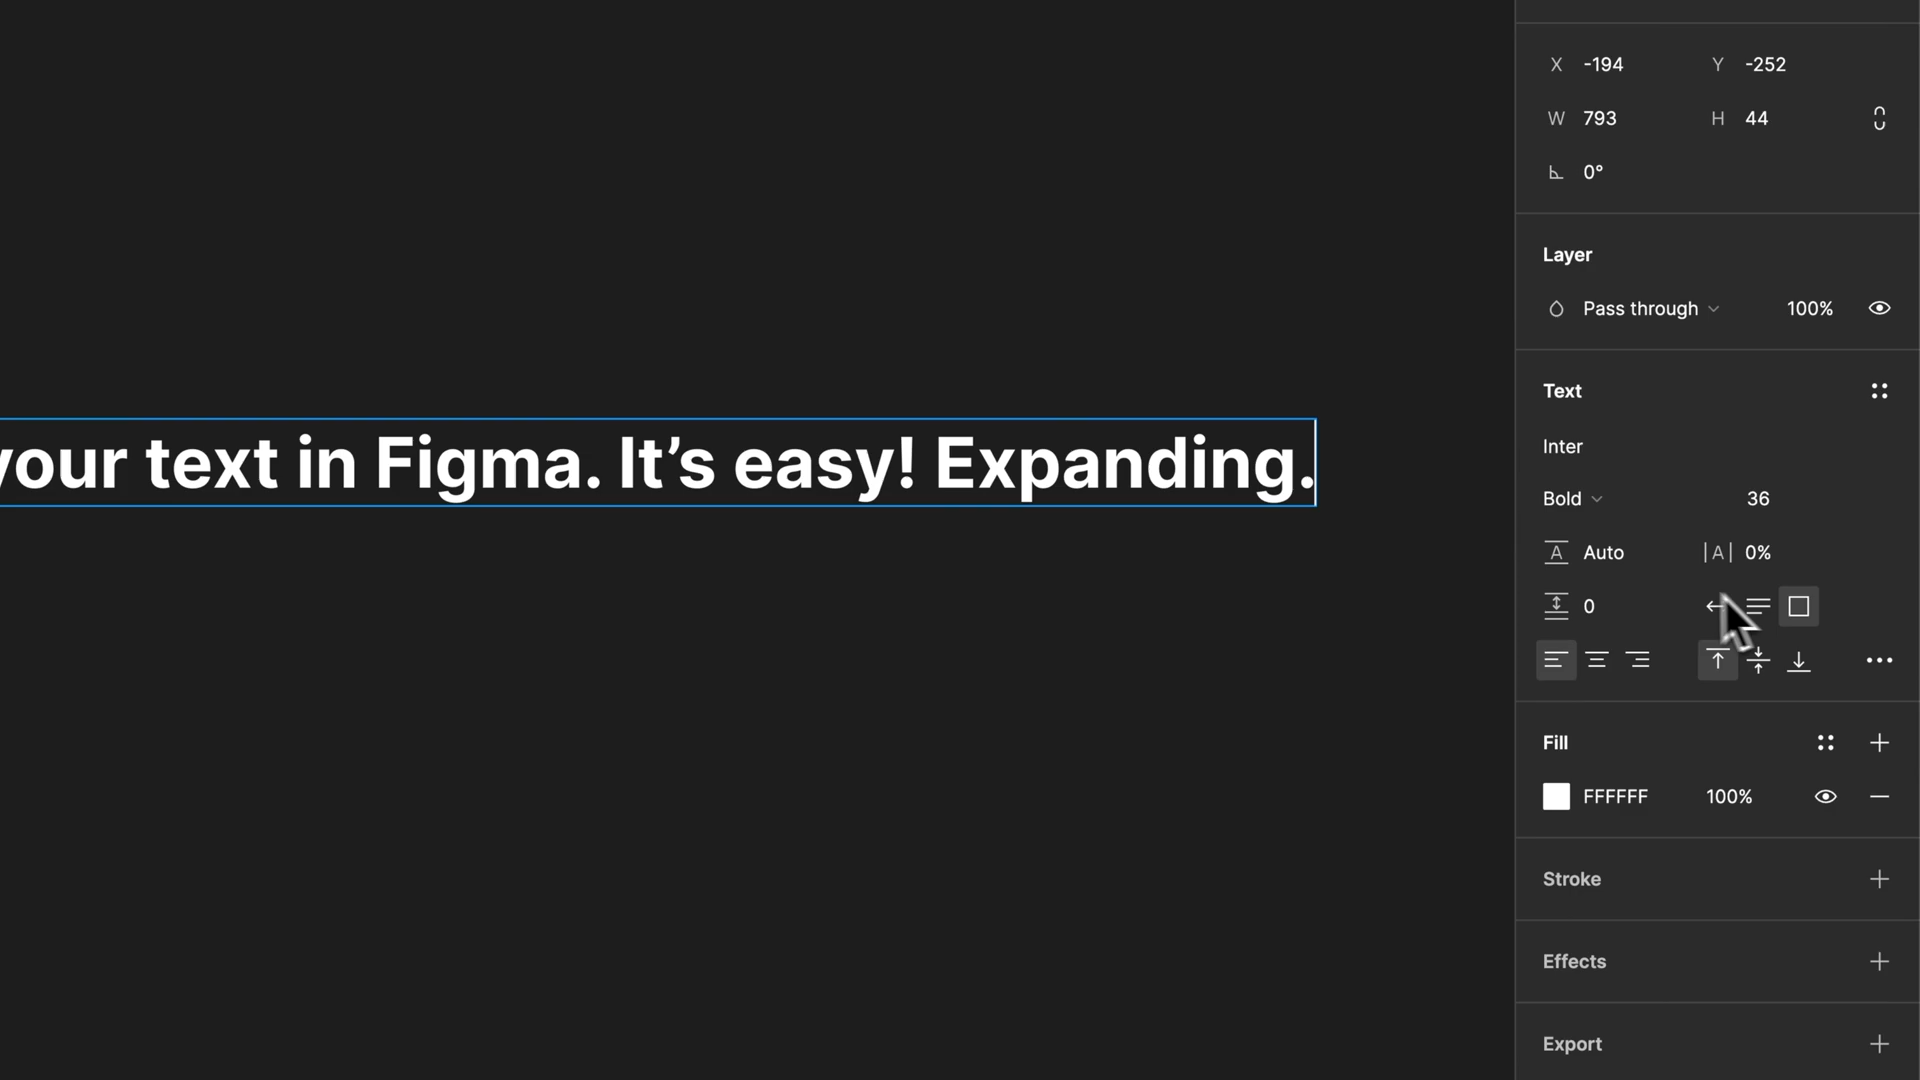 X -194 Y -252
W 793 H 44
0°
Layer
Pass through 100%
your text in Figma. It’s easy! Expanding.
Text
Inter
Bold 36
A Auto |A| 0%
0
Fill
FFFFFF 100%
Stroke
Effects
Export